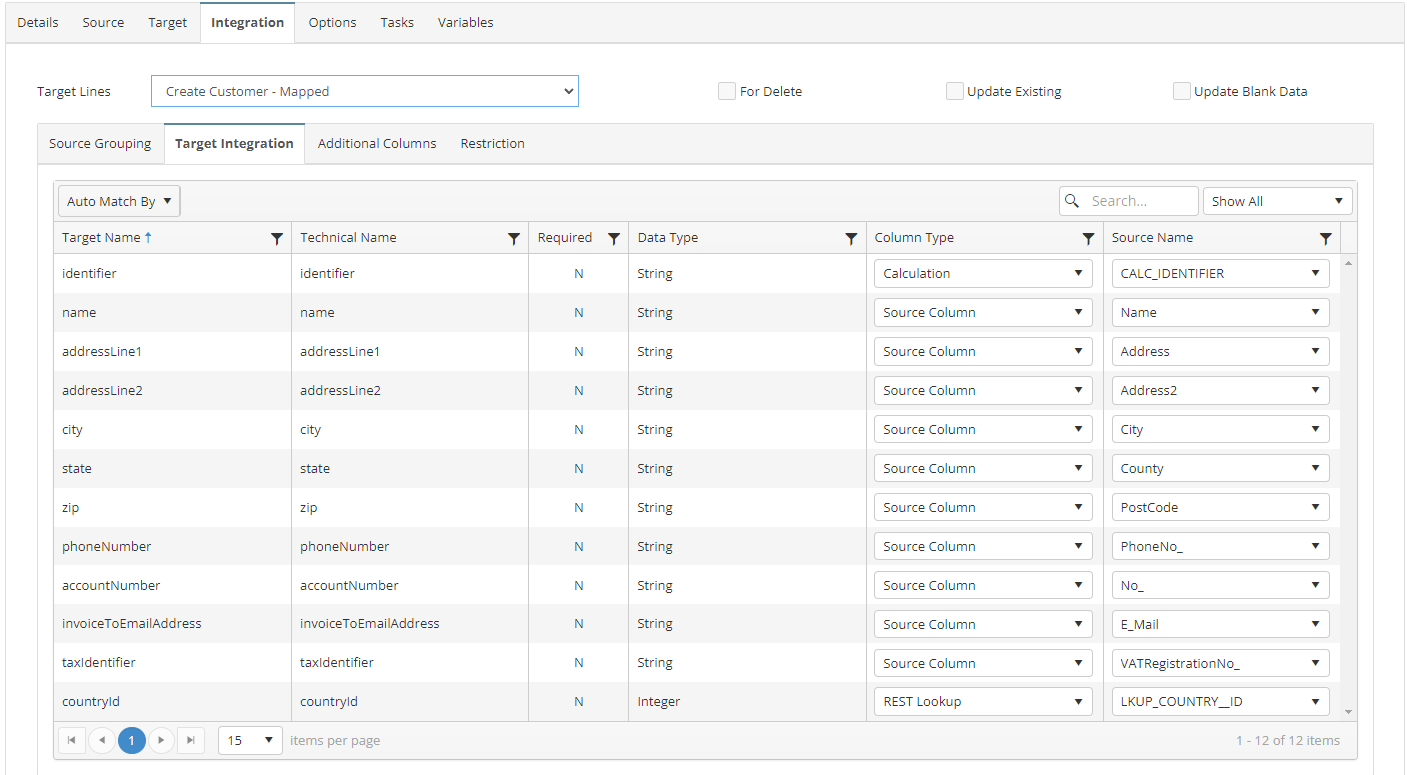 Details Source Target Integration Options Tasks Variables
Target Lines Create Customer - Mapped For Delete Update Existing Update Blank Data
Source Grouping Target Integration Additional Columns Restriction
Auto Match By Search... Show All
Target Name Technical Name Required Data Type Column Type Source Name
identifier identifier N String Calculation CALC_IDENTIFIER
name name N String Source Column Name
addressLine1 addressLine1 N String Source Column Address
addressLine2 addressLine2 N String Source Column Address2
city city N String Source Column City
state state N String Source Column County
zip zip N String Source Column PostCode
phoneNumber phoneNumber N String Source Column PhoneNo_
accountNumber accountNumber N String Source Column No_
invoiceToEmailAddress invoiceToEmailAddress N String Source Column E_Mail
taxIdentifier taxIdentifier N String Source Column VATRegistrationNo_
countryId countryId N Integer REST Lookup LKUP_COUNTRY__ID
1 15 items per page 1 - 12 of 12 items